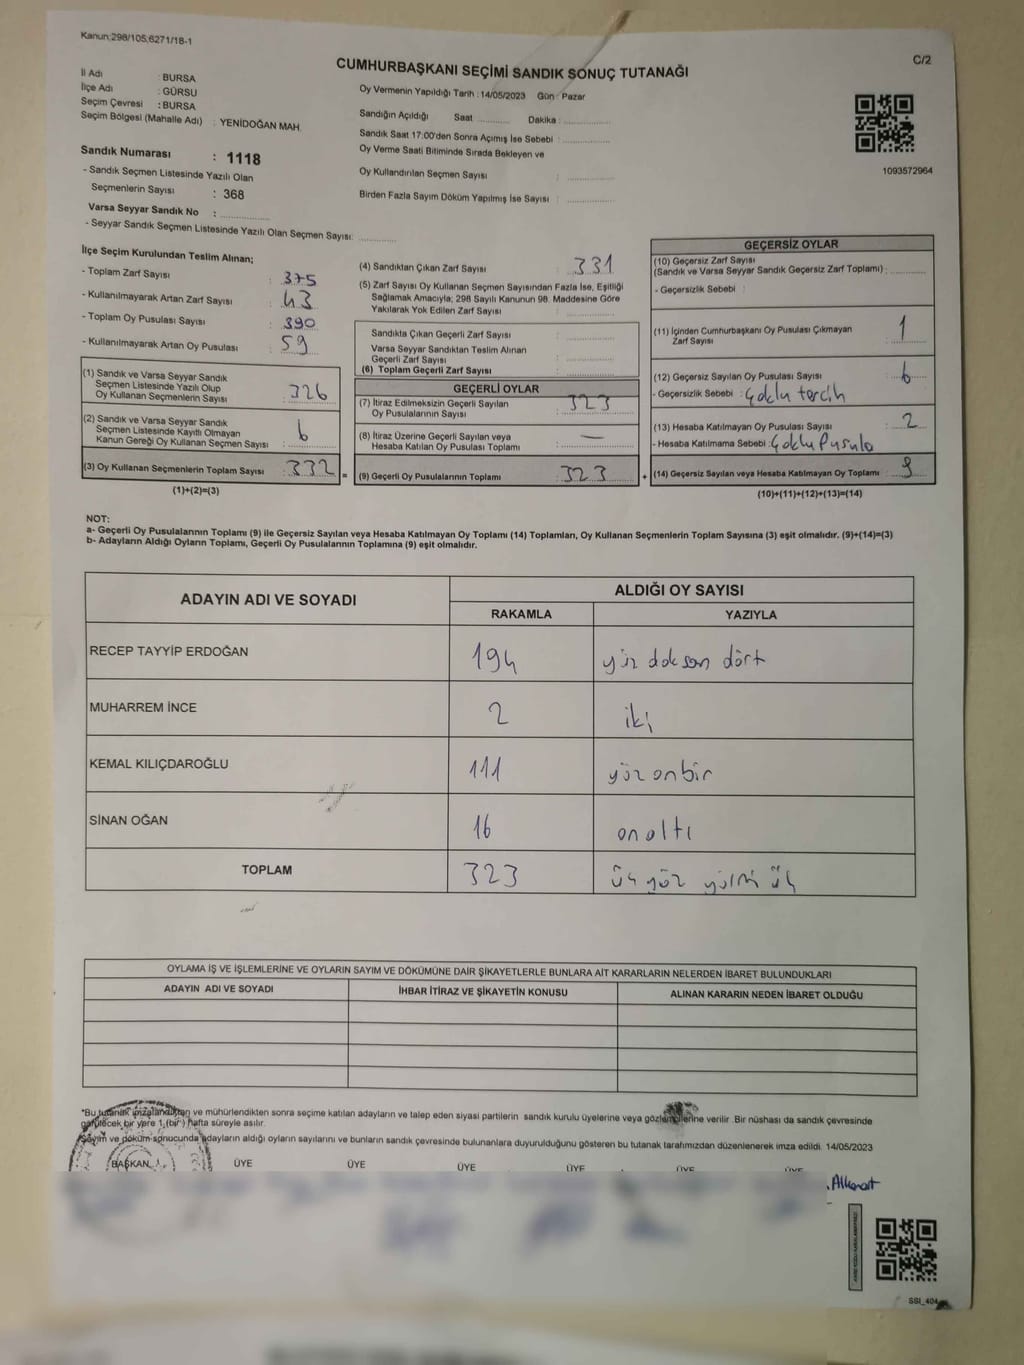 Kanun:298/105,6271/18-1
C/2
CUMHURBAŞKANI SEÇİMİ SANDIK SONUÇ TUTANAĞI
İl Adı : BURSA
İlçe Adı : GÜRSU
Seçim Çevresi : BURSA
Seçim Bölgesi (Mahalle Adı) : YENİDOĞAN MAH.
Sandık Numarası : 1118
- Sandık Seçmen Listesinde Yazılı Olan
Seçmenlerin Sayısı : 368
Varsa Seyyar Sandık No : ................
- Seyyar Sandık Seçmen Listesinde Yazılı Olan Seçmen Sayısı: ............
Oy Vermenin Yapıldığı Tarih : 14/05/2023 Gün : Pazar
Sandığın Açıldığı Saat ........... Dakika : ................
Sandık Saat 17:00'den Sonra Açımış İse Sebebi : ................
Oy Verme Saati Bitiminde Sırada Bekleyen ve
Oy Kullandırılan Seçmen Sayısı : ................
Birden Fazla Sayım Döküm Yapılmış İse Sayısı : ................
1093572964
İlçe Seçim Kurulundan Teslim Alınan;
- Toplam Zarf Sayısı : 375
- Kullanılmayarak Artan Zarf Sayısı : 43
- Toplam Oy Pusulası Sayısı : 390
- Kullanılmayarak Artan Oy Pusulası : 59
(1) Sandık ve Varsa Seyyar Sandık
Seçmen Listesinde Yazılı Olup
Oy Kullanan Seçmenlerin Sayısı : 326
(2) Sandık ve Varsa Seyyar Sandık
Seçmen Listesinde Kayıtlı Olmayan
Kanun Gereği Oy Kullanan Seçmen Sayısı : 6
(3) Oy Kullanan Seçmenlerin Toplam Sayısı : 332 =
(1)+(2)=(3)
(4) Sandıktan Çıkan Zarf Sayısı : 331
(5) Zarf Sayısı Oy Kullanan Seçmen Sayısından Fazla İse, Eşitliği
Sağlamak Amacıyla; 298 Sayılı Kanunun 98. Maddesine Göre
Yakılarak Yok Edilen Zarf Sayısı : ................
Sandıkta Çıkan Geçerli Zarf Sayısı : ................
Varsa Seyyar Sandıktan Teslim Alınan
Geçerli Zarf Sayısı : ................
(6) Toplam Geçerli Zarf Sayısı : ................
GEÇERLİ OYLAR
(7) İtiraz Edilmeksizin Geçerli Sayılan
Oy Pusulalarının Sayısı : 323
(8) İtiraz Üzerine Geçerli Sayılan veya
Hesaba Katılan Oy Pusulası Toplamı : —
(9) Geçerli Oy Pusulalarının Toplamı : 323 +
GEÇERSİZ OYLAR
(10) Geçersiz Zarf Sayısı
(Sandık ve Varsa Seyyar Sandık Geçersiz Zarf Toplamı) : ............
- Geçersizlik Sebebi :
(11) İçinden Cumhurbaşkanı Oy Pusulası Çıkmayan
Zarf Sayısı : 1
(12) Geçersiz Sayılan Oy Pusulası Sayısı : 6
- Geçersizlik Sebebi : Çoklu tercih
(13) Hesaba Katılmayan Oy Pusulası Sayısı : 2
- Hesaba Katılmama Sebebi : Çoklu Pusula
(14) Geçersiz Sayılan veya Hesaba Katılmayan Oy Toplamı : 9
(10)+(11)+(12)+(13)=(14)
NOT:
a- Geçerli Oy Pusulalarının Toplamı (9) ile Geçersiz Sayılan veya Hesaba Katılmayan Oy Toplamı (14) Toplamları, Oy Kullanan Seçmenlerin Toplam Sayısına (3) eşit olmalıdır. (9)+(14)=(3)
b- Adayların Aldığı Oyların Toplamı, Geçerli Oy Pusulalarının Toplamına (9) eşit olmalıdır.
ADAYIN ADI VE SOYADI ALDIĞI OY SAYISI
RAKAMLA YAZIYLA
RECEP TAYYİP ERDOĞAN 194 yüz doksan dört
MUHARREM İNCE 2 iki
KEMAL KILIÇDAROĞLU 111 yüz onbir
SİNAN OĞAN 16 onaltı
TOPLAM 323 üç yüz yirmi üç
OYLAMA İŞ VE İŞLEMLERİNE VE OYLARIN SAYIM VE DÖKÜMÜNE DAİR ŞİKAYETLERLE BUNLARA AİT KARARLARIN NELERDEN İBARET BULUNDUKLARI
ADAYIN ADI VE SOYADI İHBAR İTİRAZ VE ŞİKAYETİN KONUSU ALINAN KARARIN NEDEN İBARET OLDUĞU
*Bu tutanak imzalandıktan ve mühürlendikten sonra seçime katılan adayların ve talep eden siyasi partilerin sandık kurulu üyelerine veya gözlemcilerine verilir. Bir nüshası da sandık çevresinde
görülecek bir yere 1 (bir) hafta süreyle asılır.
Sayım ve döküm sonucunda adayların aldığı oyların sayılarını ve bunların sandık çevresinde bulunanlara duyurulduğunu gösteren bu tutanak tarafımızdan düzenlenerek imza edildi. 14/05/2023
BAŞKAN ÜYE ÜYE ÜYE ÜYE ÜYE ÜYE
SSI_404